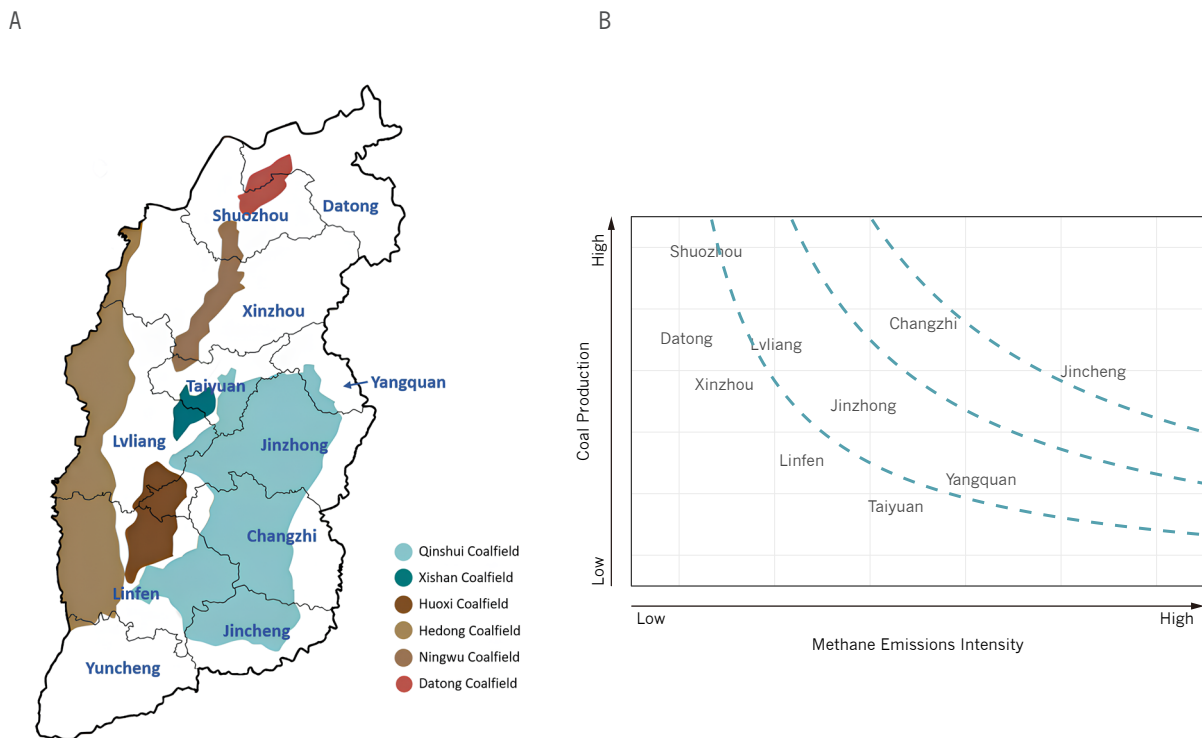 A
Datong
Shuozhou
Xinzhou
Taiyuan
Yangquan
Lvliang
Jinzhong
Changzhi
Linfen
Jincheng
Yuncheng
Qinshui Coalfield
Xishan Coalfield
Huoxi Coalfield
Hedong Coalfield
Ningwu Coalfield
Datong Coalfield
B
High
Coal Production
Low
Shuozhou
Datong
Lvliang
Xinzhou
Changzhi
Jincheng
Jinzhong
Linfen
Yangquan
Taiyuan
Low
High
Methane Emissions Intensity